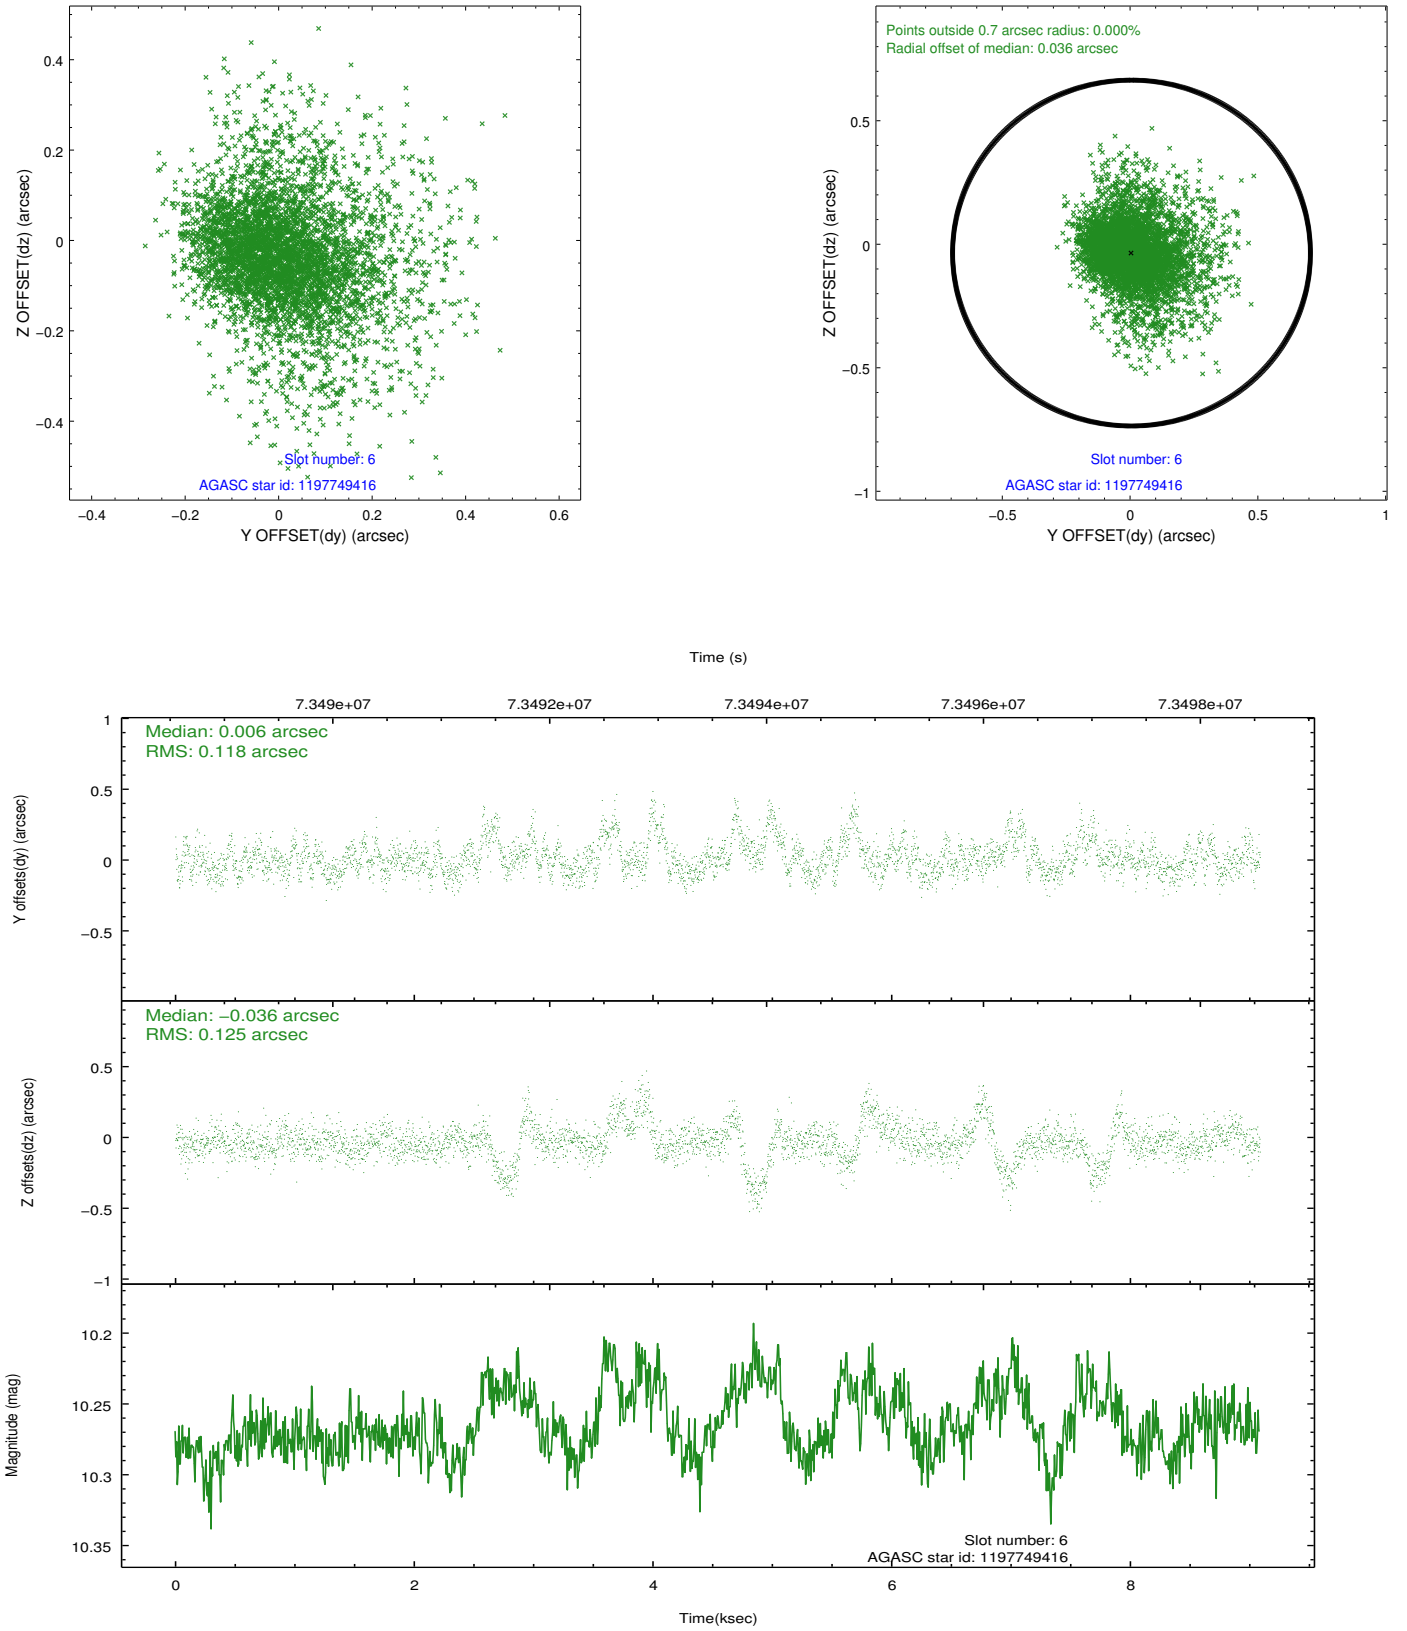 0.4
0.2
0
−0.2
−0.4
Z OFFSET(dz) (arcsec)
Slot number: 6
AGASC star id: 1197749416
−0.4 −0.2 0 0.2 0.4 0.6
Y OFFSET(dy) (arcsec)
Points outside 0.7 arcsec radius: 0.000%
Radial offset of median: 0.036 arcsec
0.5
0
−0.5
−1
Z OFFSET(dz) (arcsec)
Slot number: 6
AGASC star id: 1197749416
−0.5 0 0.5 1
Y OFFSET(dy) (arcsec)
Time (s)
7.349e+07 7.3492e+07 7.3494e+07 7.3496e+07 7.3498e+07
Median: 0.006 arcsec
RMS: 0.118 arcsec
1
0.5
0
−0.5
Y offsets(dy) (arcsec)
Median: −0.036 arcsec
RMS: 0.125 arcsec
0.5
0
−0.5
−1
Z offsets(dz) (arcsec)
10.2
10.25
10.3
10.35
Magnitude (mag)
Slot number: 6
AGASC star id: 1197749416
0 2 4 6 8
Time(ksec)